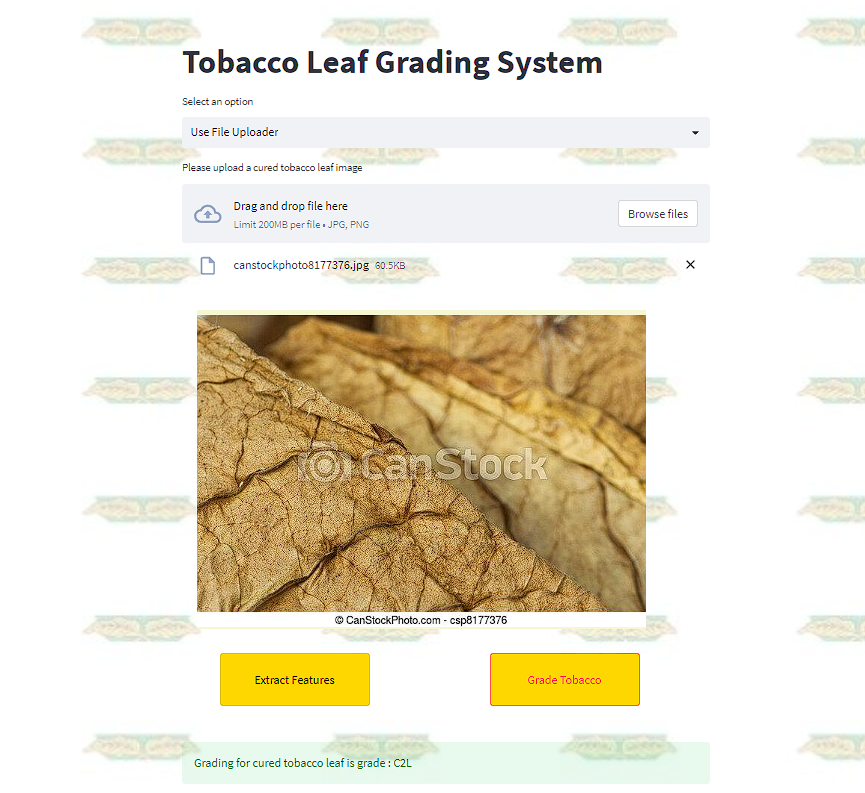 Tobacco Leaf Grading System
Select an option
Use File Uploader
Please upload a cured tobacco leaf image
Drag and drop file here
Limit 200MB per file • JPG, PNG
Browse files
canstockphoto8177376.jpg 60.5KB
CanStock
© CanStockPhoto.com - csp8177376
Extract Features
Grade Tobacco
Grading for cured tobacco leaf is grade : C2L